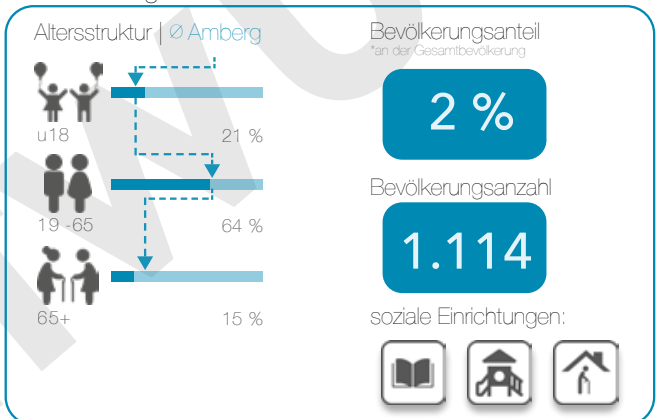 Altersstruktur | Ø Amberg
u18
21 %
19 -65
64 %
65+
15 %
Bevölkerungsanteil
*an der Gesamtbevölkerung
2 %
Bevölkerungsanzahl
1.114
soziale Einrichtungen: